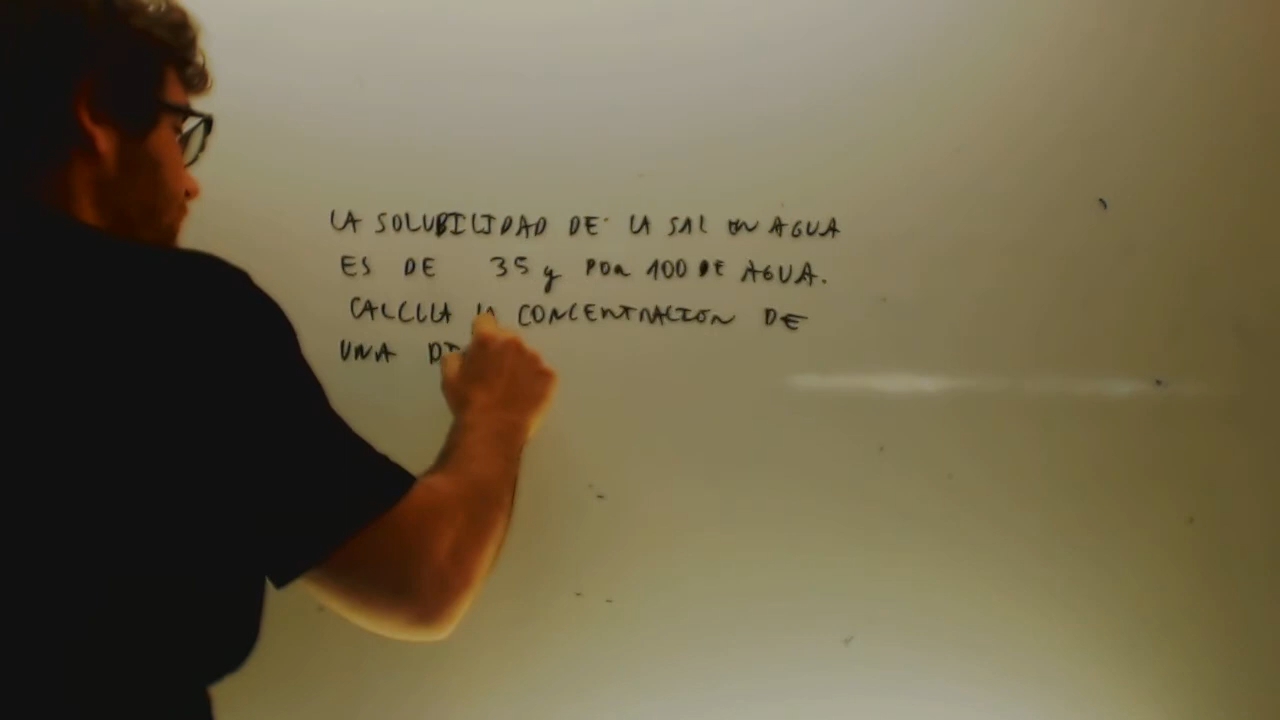 LA SOLUBILIDAD DE LA SAL EN AGUA
ES DE 35 g POR 100 DE AGUA.
CALCULA LA CONCENTRACION DE
UNA DI